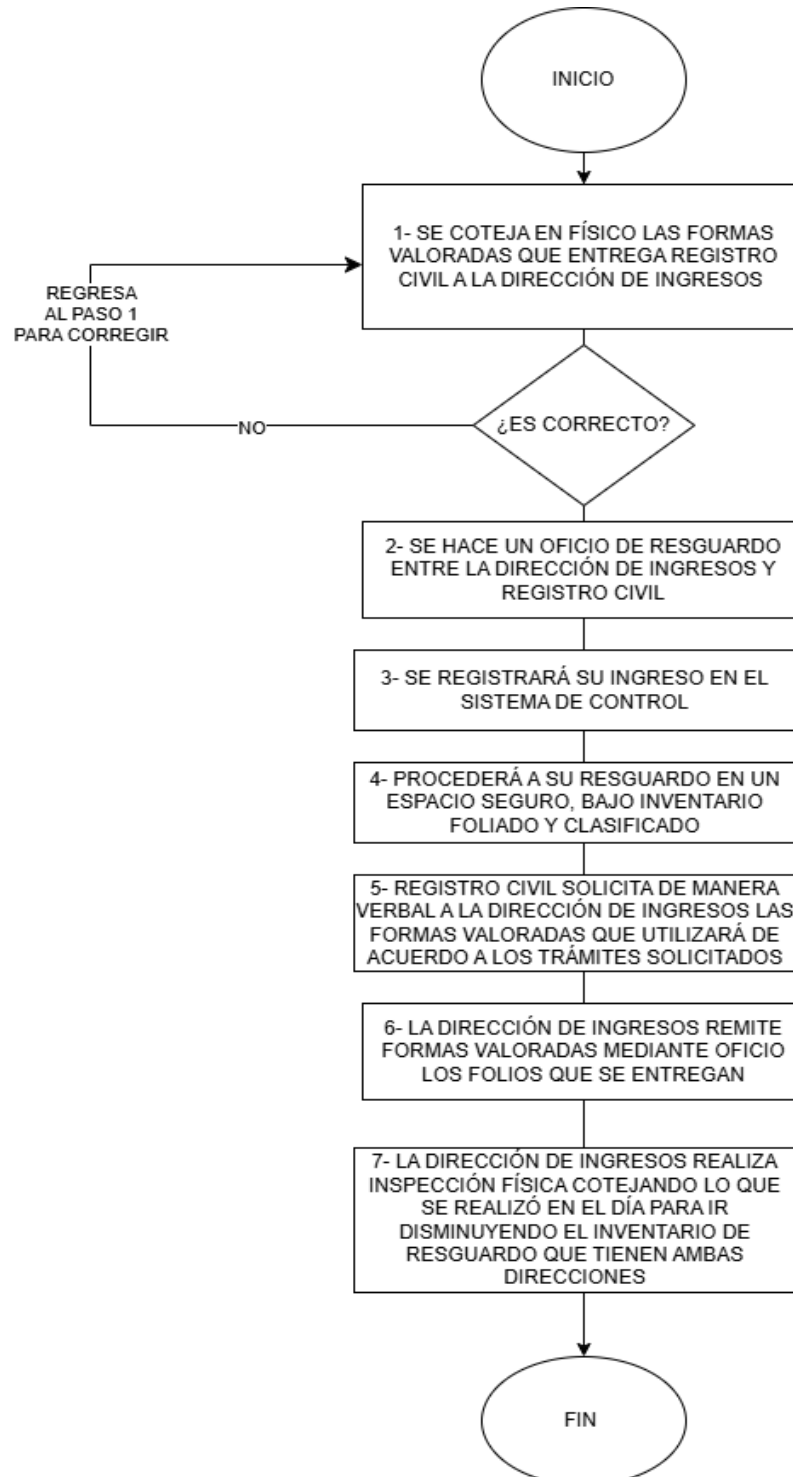 INICIO
1- SE COTEJA EN FÍSICO LAS FORMAS
VALORADAS QUE ENTREGA REGISTRO
CIVIL A LA DIRECCIÓN DE INGRESOS
REGRESA
AL PASO 1
PARA CORREGIR
¿ES CORRECTO?
NO
2- SE HACE UN OFICIO DE RESGUARDO
ENTRE LA DIRECCIÓN DE INGRESOS Y
REGISTRO CIVIL
3- SE REGISTRARÁ SU INGRESO EN EL
SISTEMA DE CONTROL
4- PROCEDERÁ A SU RESGUARDO EN UN
ESPACIO SEGURO, BAJO INVENTARIO
FOLIADO Y CLASIFICADO
5- REGISTRO CIVIL SOLICITA DE MANERA
VERBAL A LA DIRECCIÓN DE INGRESOS LAS
FORMAS VALORADAS QUE UTILIZARÁ DE
ACUERDO A LOS TRÁMITES SOLICITADOS
6- LA DIRECCIÓN DE INGRESOS REMITE
FORMAS VALORADAS MEDIANTE OFICIO
LOS FOLIOS QUE SE ENTREGAN
7- LA DIRECCIÓN DE INGRESOS REALIZA
INSPECCIÓN FÍSICA COTEJANDO LO QUE
SE REALIZÓ EN EL DÍA PARA IR
DISMINUYENDO EL INVENTARIO DE
RESGUARDO QUE TIENEN AMBAS
DIRECCIONES
FIN